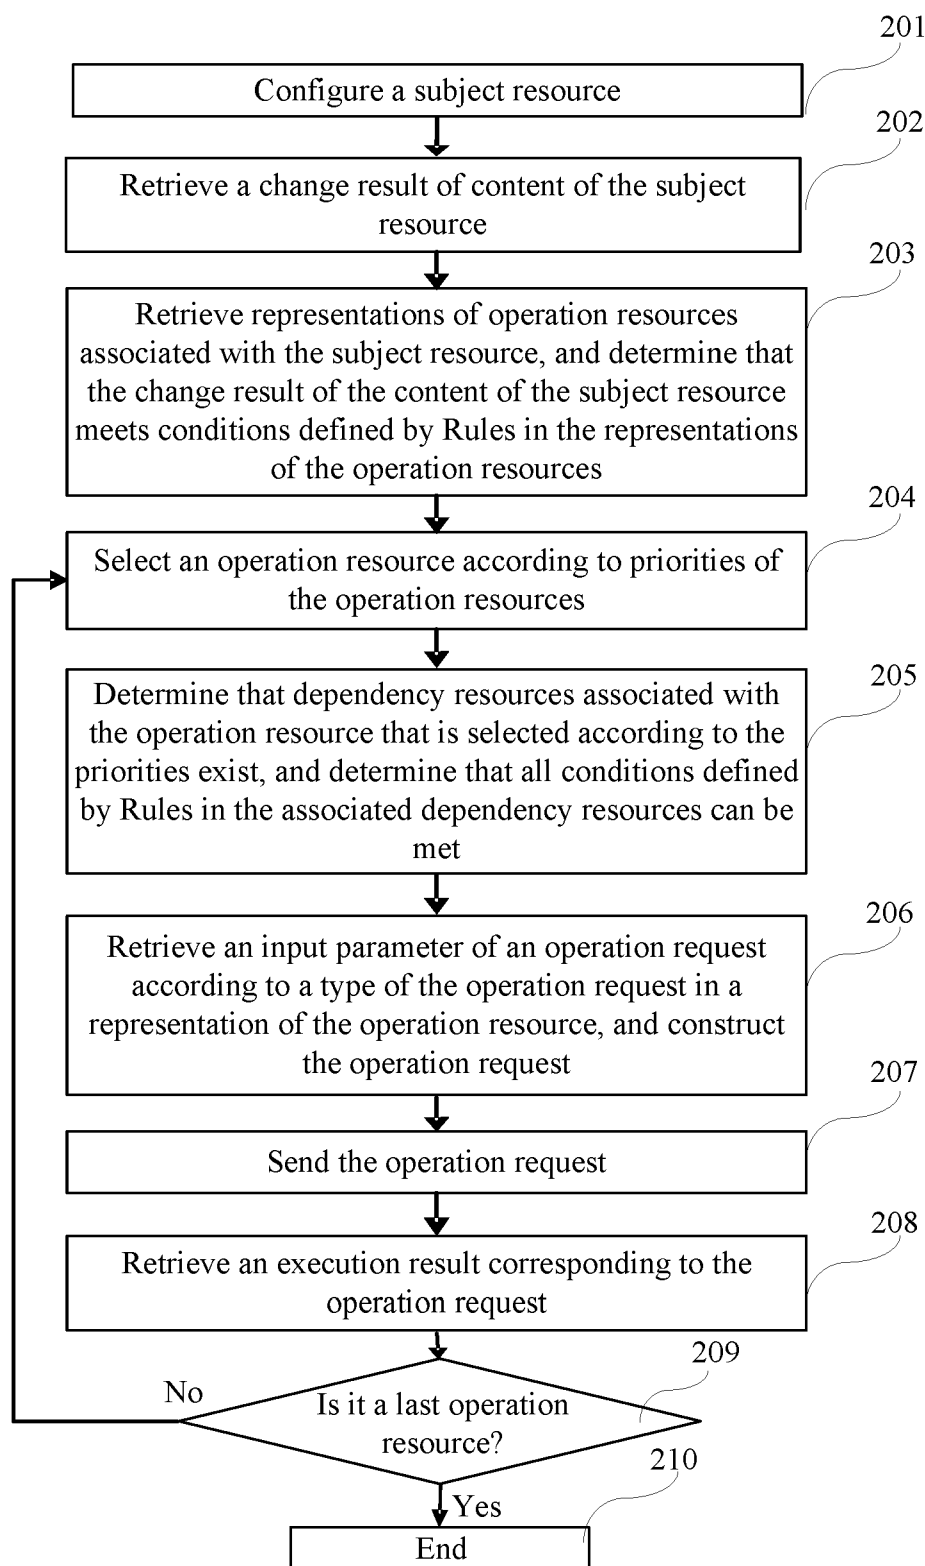 201
Configure a subject resource
202
Retrieve a change result of content of the subject
resource
203
Retrieve representations of operation resources
associated with the subject resource, and determine that
the change result of the content of the subject resource
meets conditions defined by Rules in the representations
of the operation resources
204
Select an operation resource according to priorities of
the operation resources
205
Determine that dependency resources associated with
the operation resource that is selected according to the
priorities exist, and determine that all conditions defined
by Rules in the associated dependency resources can be
met
206
Retrieve an input parameter of an operation request
according to a type of the operation request in a
representation of the operation resource, and construct
the operation request
207
Send the operation request
208
Retrieve an execution result corresponding to the
operation request
209
No
Is it a last operation
resource?
210
Yes
End